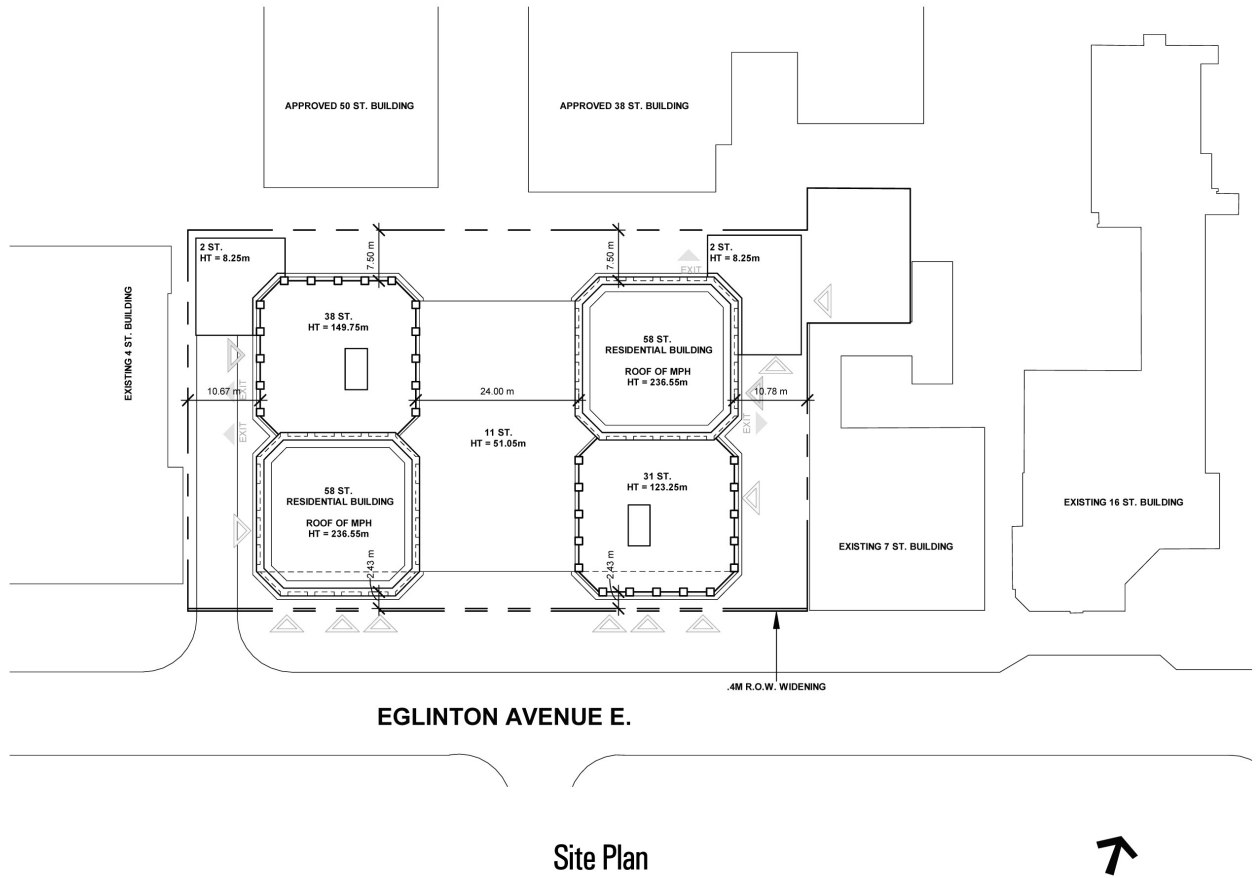 APPROVED 50 ST. BUILDING
APPROVED 38 ST. BUILDING
2 ST.
HT = 8.25m
7.50 m
7.50 m
2 ST.
HT = 8.25m
EXIT
EXISTING 4 ST. BUILDING
38 ST.
HT = 149.75m
58 ST.
RESIDENTIAL BUILDING
ROOF OF MPH
HT = 236.55m
EXIT
10.67 m
24.00 m
10.78 m
EXIT
EXIT
11 ST.
HT = 51.05m
58 ST.
RESIDENTIAL BUILDING
ROOF OF MPH
HT = 236.55m
31 ST.
HT = 123.25m
EXISTING 16 ST. BUILDING
EXISTING 7 ST. BUILDING
2.43 m
2.43 m
.4M R.O.W. WIDENING
EGLINTON AVENUE E.
Site Plan